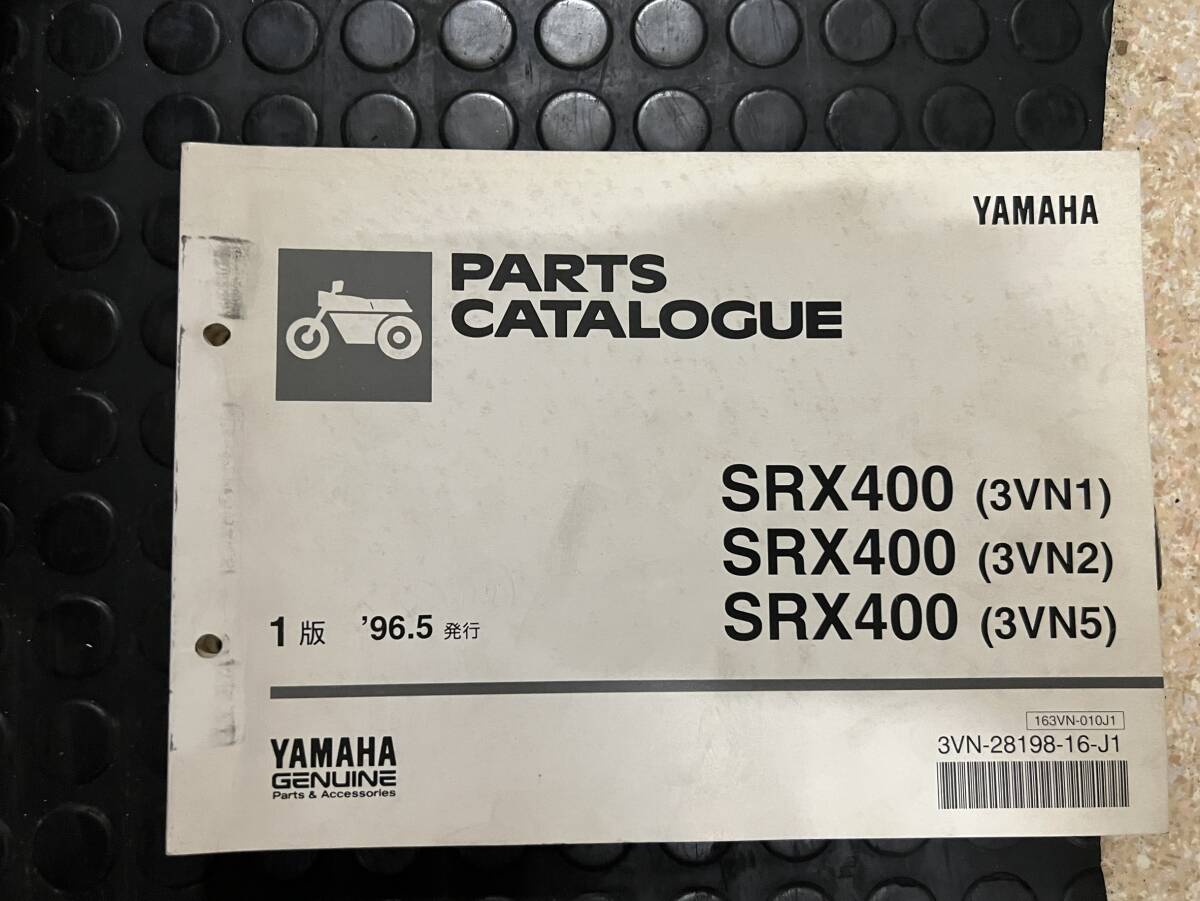 YAMAHA
PARTS
CATALOGUE
SRX400 (3VN1)
SRX400 (3VN2)
SRX400 (3VN5)
1版 ’96.5 発行
163VN-010J1
3VN-28198-16-J1
YAMAHA
GENUINE
Parts & Accessories